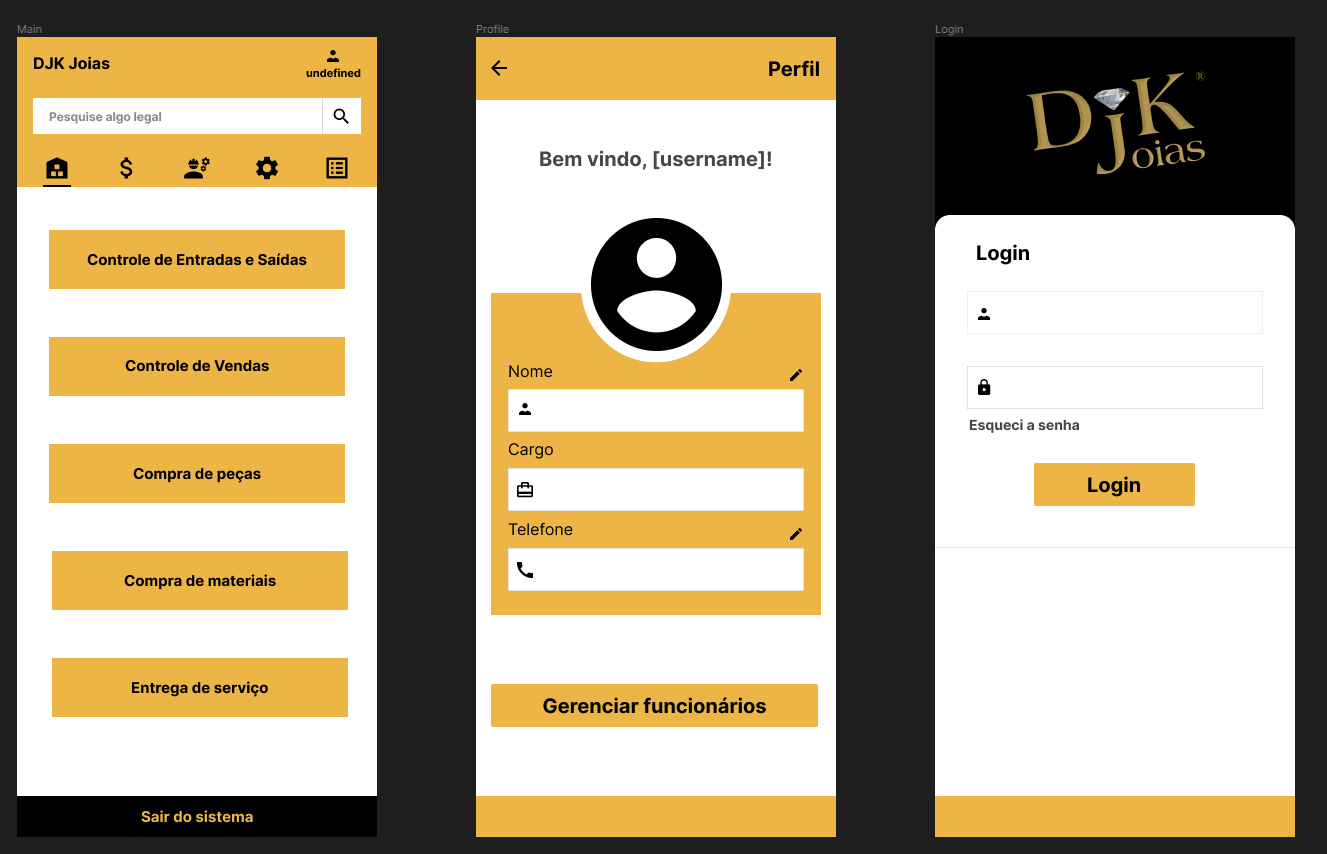 Main
DJK Joias
undefined
Pesquise algo legal
Controle de Entradas e Saídas
Controle de Vendas
Compra de peças
Compra de materiais
Entrega de serviço
Sair do sistema
Profile
Perfil
Bem vindo, [username]!
Nome
Cargo
Telefone
Gerenciar funcionários
Login
DJK®
Joias
Login
Esqueci a senha
Login